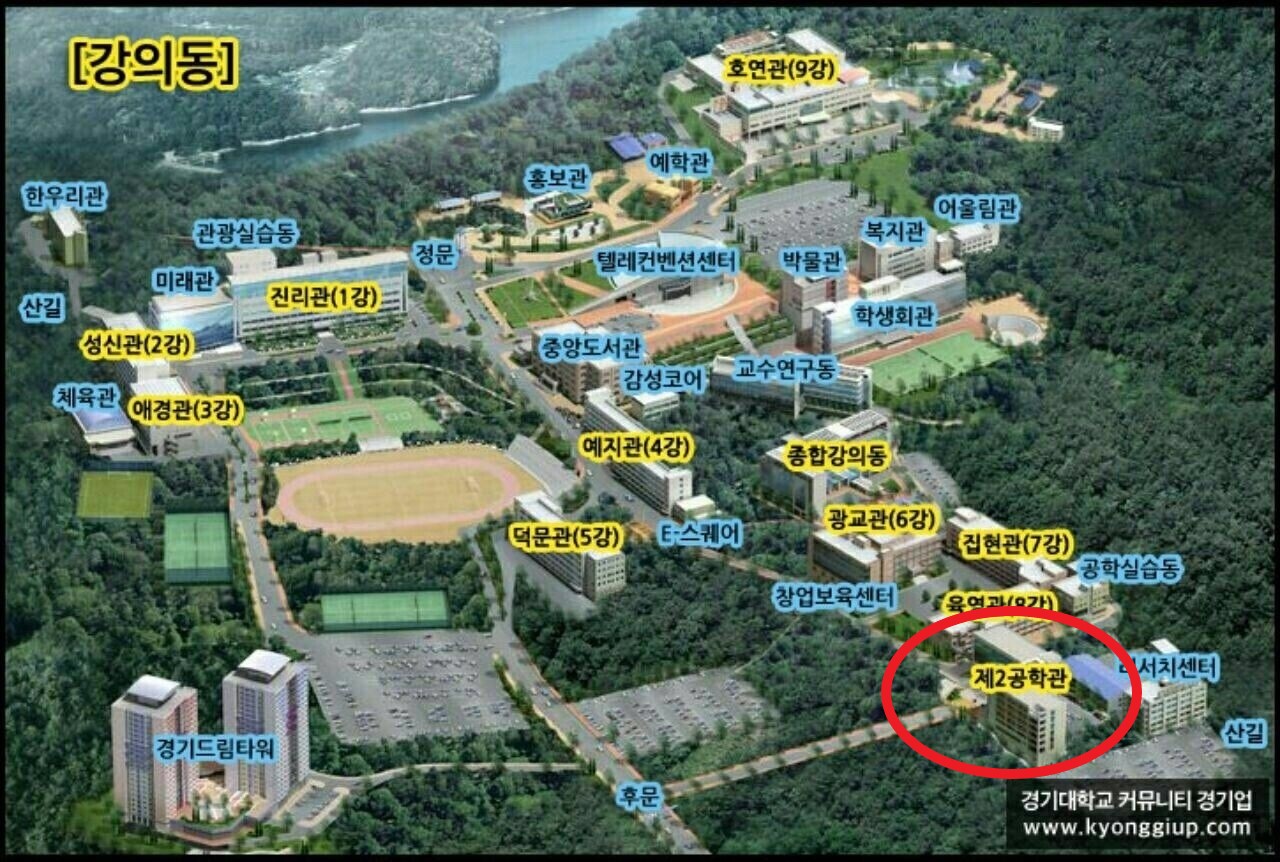 [강의동]
호연관(9강)
예학관
홍보관
한우리관
어울림관
관광실습동
복지관
정문
텔레컨벤션센터
박물관
미래관
진리관(1강)
산길
학생회관
성신관(2강)
중앙도서관
교수연구동
감성코어
체육관
애경관(3강)
예지관(4강)
종합강의동
광교관(6강)
덕문관(5강)
E-스퀘어
집현관(7강)
공학실습동
창업보육센터
육영관(8강)
제2공학관
서치센터
산길
경기드림타워
후문
경기대학교 커뮤니티 경기업
www.kyonggiup.com